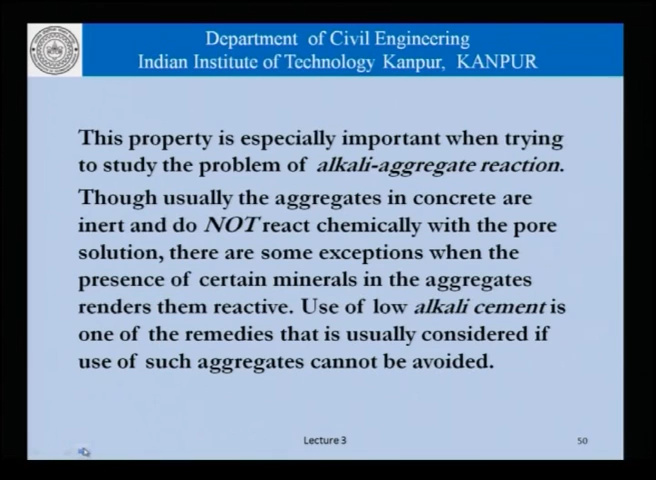 Department of Civil Engineering
Indian Institute of Technology Kanpur, KANPUR
This property is especially important when trying
to study the problem of alkali-aggregate reaction.
Though usually the aggregates in concrete are
inert and do NOT react chemically with the pore
solution, there are some exceptions when the
presence of certain minerals in the aggregates
renders them reactive. Use of low alkali cement is
one of the remedies that is usually considered if
use of such aggregates cannot be avoided.
Lecture 3
50